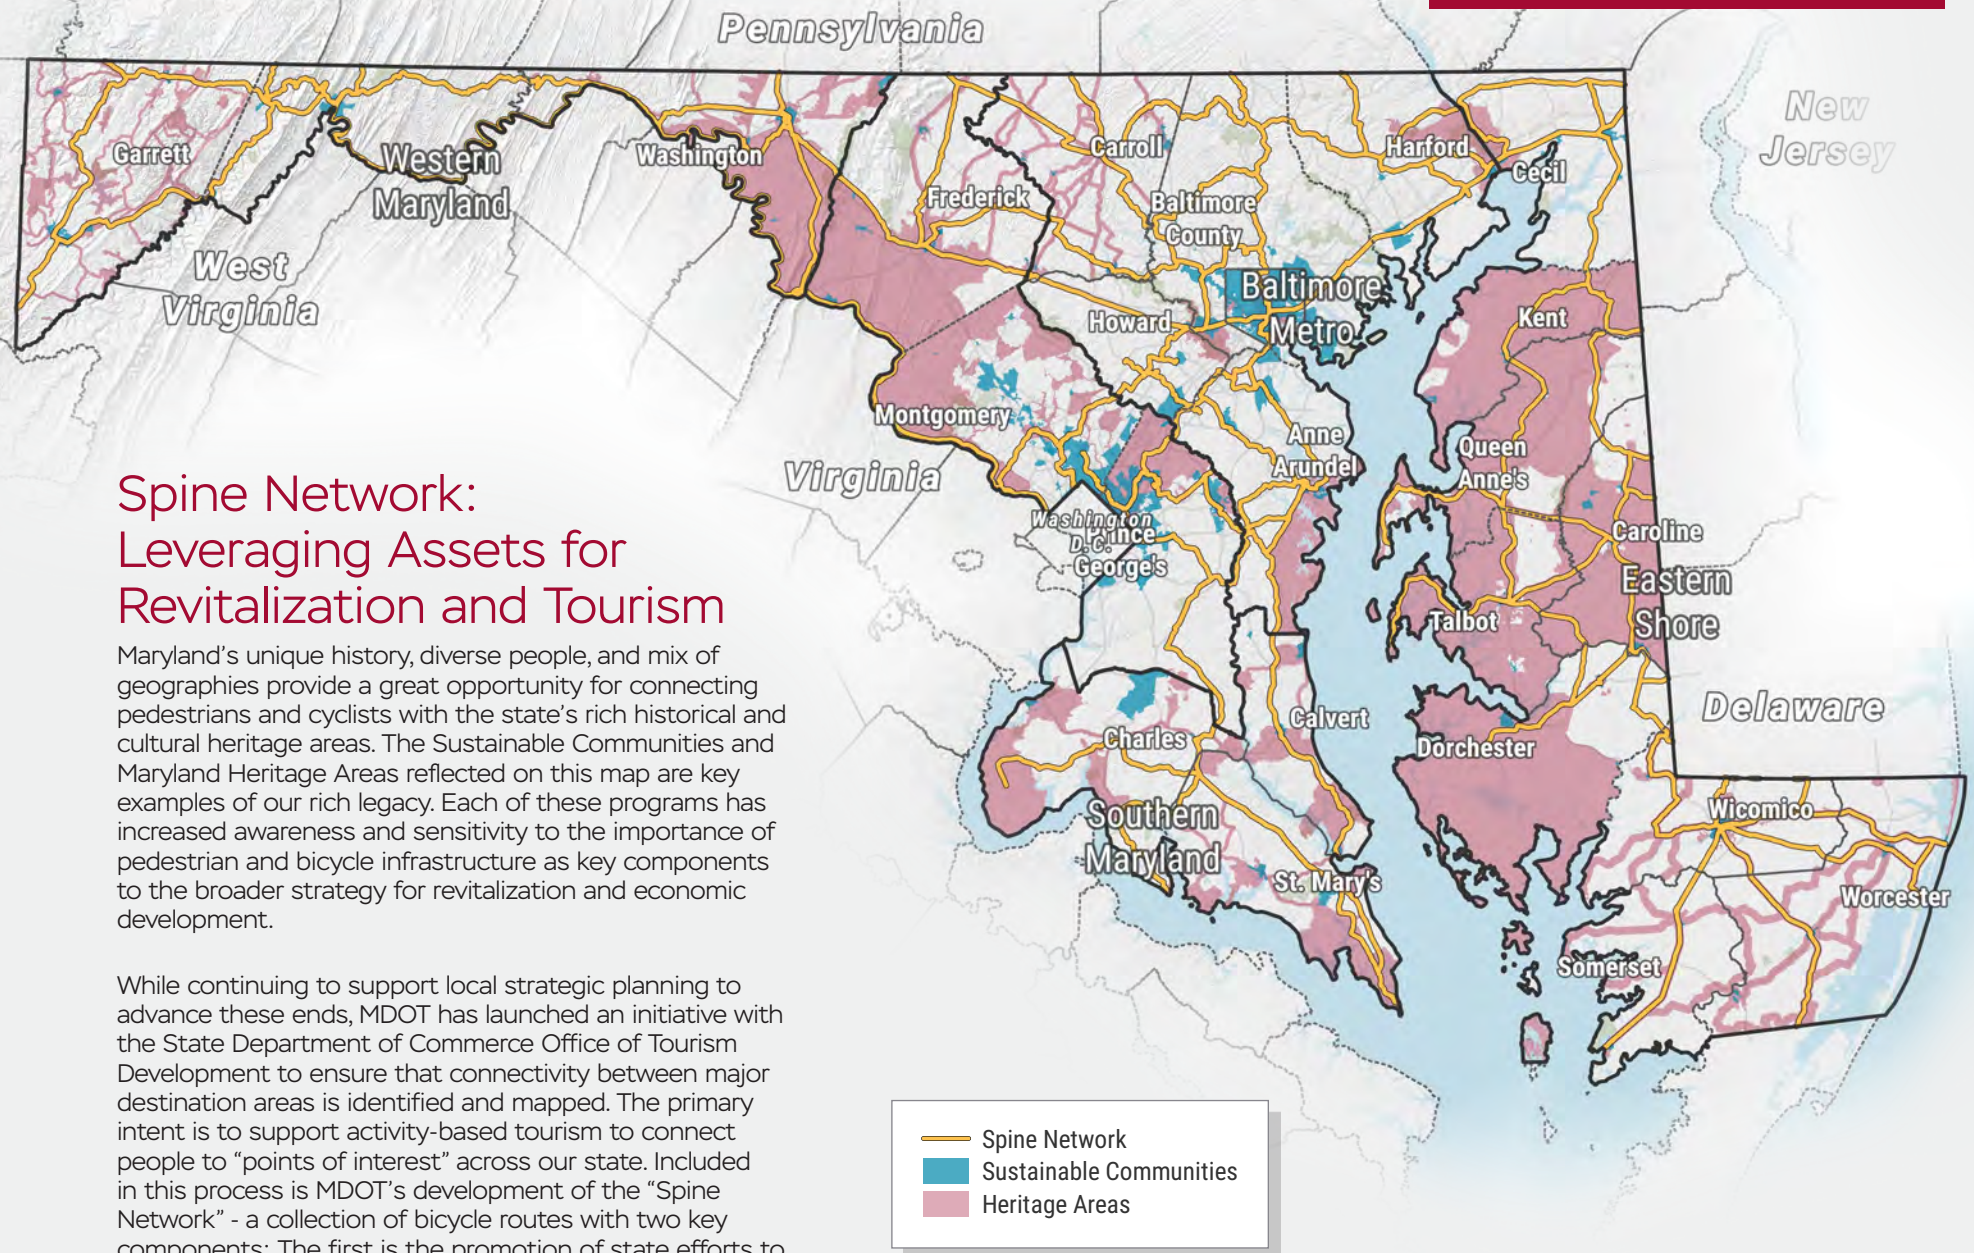 Pennsylvania
New
Jersey
Garrett
Western
Maryland
Washington
Frederick
Carroll
Baltimore
County
Harford
Cecil
West
Virginia
Baltimore
Metro
Howard
Kent
Montgomery
Anne
Arundel
Queen
Anne's
Virginia
Washington
D.C.
Prince
George's
Caroline
Eastern
Shore
Talbot
Delaware
Calvert
Charles
Dorchester
Southern
Maryland
Wicomico
St. Mary's
Worcester
Somerset
Spine Network:
Leveraging Assets for
Revitalization and Tourism
Maryland’s unique history, diverse people, and mix of
geographies provide a great opportunity for connecting
pedestrians and cyclists with the state’s rich historical and
cultural heritage areas. The Sustainable Communities and
Maryland Heritage Areas reflected on this map are key
examples of our rich legacy. Each of these programs has
increased awareness and sensitivity to the importance of
pedestrian and bicycle infrastructure as key components
to the broader strategy for revitalization and economic
development.
While continuing to support local strategic planning to
advance these ends, MDOT has launched an initiative with
the State Department of Commerce Office of Tourism
Development to ensure that connectivity between major
destination areas is identified and mapped. The primary
intent is to support activity-based tourism to connect
people to “points of interest” across our state. Included
in this process is MDOT’s development of the “Spine
Network” - a collection of bicycle routes with two key
components: The first is the promotion of state efforts to
Spine Network
Sustainable Communities
Heritage Areas